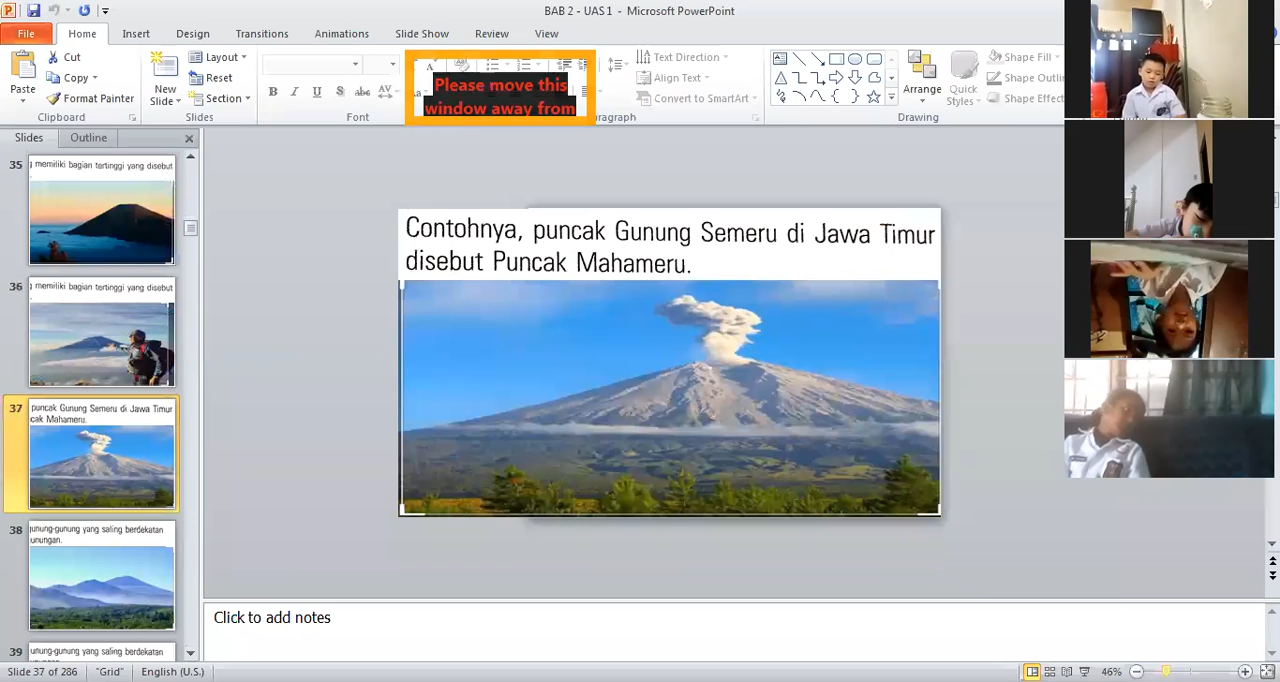 BAB 2 - UAS 1 - Microsoft PowerPoint
File Home Insert Design Transitions Animations Slide Show Review View
Paste
Cut
Copy
Format Painter
Clipboard
New
Slide
Layout
Reset
Section
Slides
Font
Please move this
window away from
Text Direction
Align Text
Convert to SmartArt
aragraph
Arrange
Quick
Styles
Drawing
Shape Fill
Shape Outlin
Shape Effec
Slides Outline
35
memiliki bagian tertinggi yang disebut
36
memiliki bagian tertinggi yang disebut
37
puncak Gunung Semeru di Jawa Timur
cak Mahameru.
38
unung-gunung yang saling berdekatan
unungan.
39
unung-gunung yang saling berdekatan
Contohnya, puncak Gunung Semeru di Jawa Timur
disebut Puncak Mahameru.
Click to add notes
Slide 37 of 286 "Grid" English (U.S.) 46%